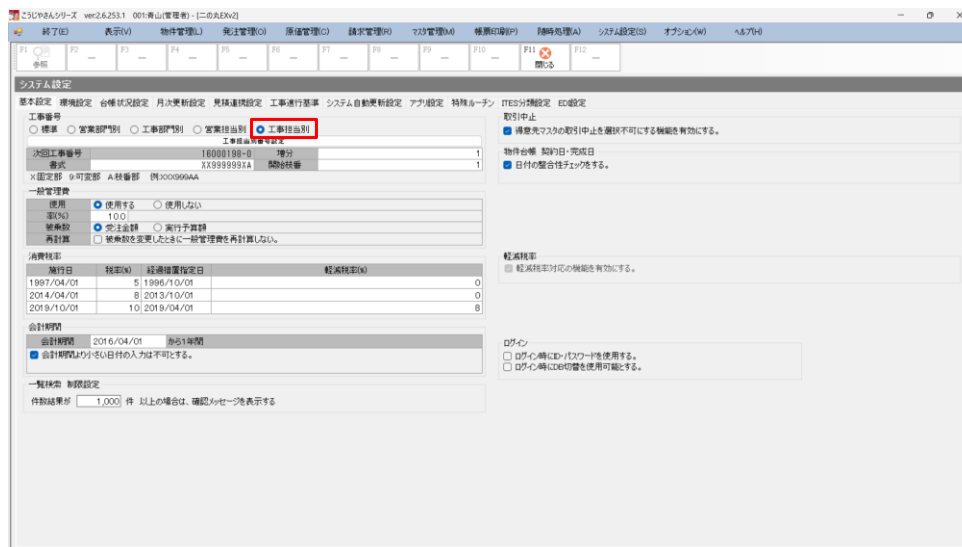 こうじやさんシリーズ ver:2.6.253.1 001:青山(管理者) - [二の丸EXv2]
終了(E) 表示(V) 物件管理(L) 発注管理(O) 原価管理(C) 請求管理(R) マスタ管理(M) 帳票印刷(P) 随時処理(A) システム設定(S) オプション(W) ヘルプ(H)
F1 F2 F3 F4 F5 F6 F7 F8 F9 F10 F11 F12
参照 — — — — — — — — — 閉じる —
システム設定
基本設定 環境設定 台帳状況設定 月次更新設定 見積連携設定 工事進行基準 システム自動更新設定 アプリ設定 特殊ルーチン ITES分類設定 EDI設定
工事番号
標準 営業部門別 工事部門別 営業担当別 工事担当別
工事担当別番号設定
次回工事番号 16000198-0 増分 1
書式 XX999999XA 開始枝番 1
X:固定部 9:可変部 A:枝番部 例:XXX999AA
一般管理費
使用 使用する 使用しない
率(%) 10.0
被乗数 受注金額 実行予算額
再計算 被乗数を変更したときに一般管理費を再計算しない。
消費税率
施行日 税率(%) 経過措置指定日 軽減税率(%)
1997/04/01 5 1996/10/01 0
2014/04/01 8 2013/10/01 0
2019/10/01 10 2019/04/01 8
会計期間
会計期間 2016/04/01 から1年間
会計期間より小さい日付の入力は不可とする。
一覧検索 制限設定
件数結果が 1,000 件 以上の場合は、確認メッセージを表示する
取引中止
得意先マスタの取引中止を選択不可にする機能を有効にする。
物件台帳 契約日・完成日
日付の整合性チェックをする。
軽減税率
軽減税率対応の機能を有効にする。
ログイン
ログイン時にID・パスワードを使用する。
ログイン時にDB切替を使用可能とする。